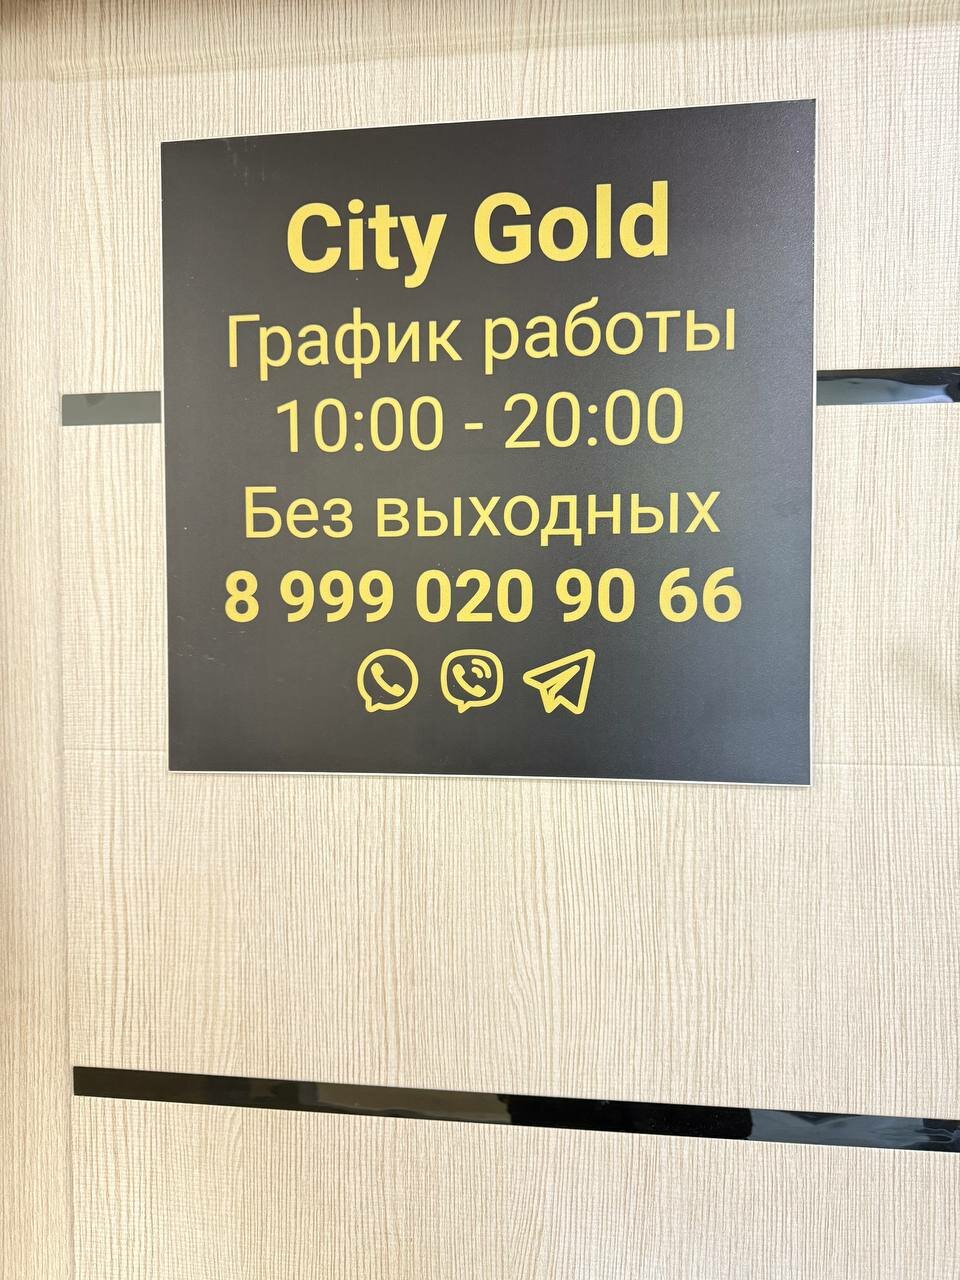 City Gold
График работы
10:00 - 20:00
Без выходных
8 999 020 90 66